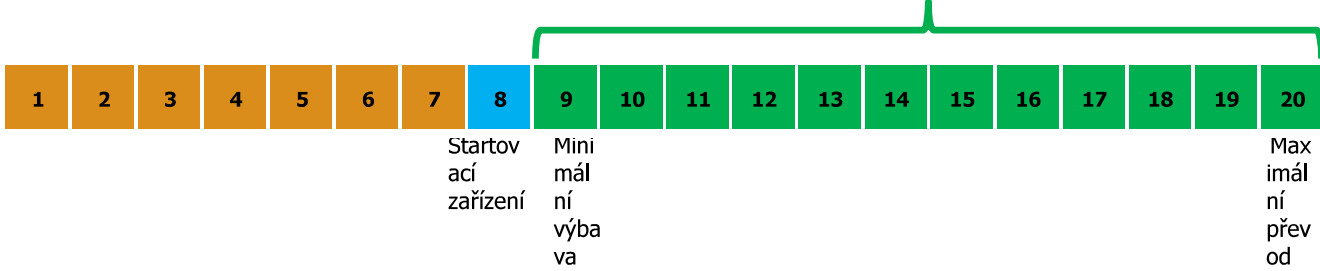 1 2 3 4 5 6 7 8 9 10 11 12 13 14 15 16 17 18 19 20
Startov
ací
zařízení
Mini
mál
ní
výba
va
Max
imál
ní
přev
od